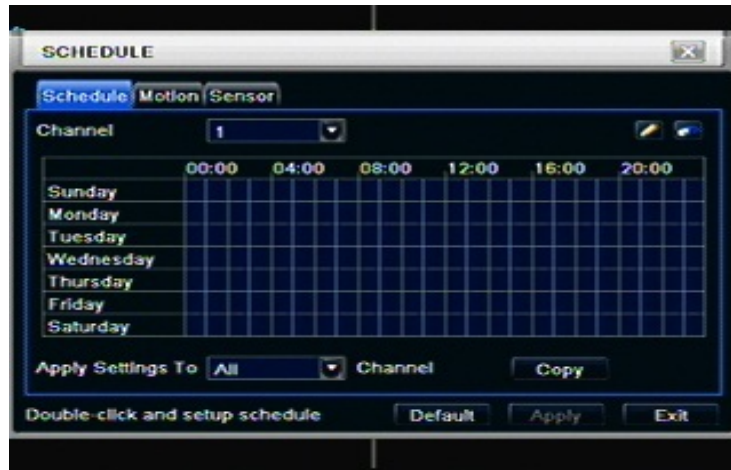 SCHEDULE
Schedule Motion Sensor
Channel 1
00:00 04:00 08:00 12:00 16:00 20:00
Sunday
Monday
Tuesday
Wednesday
Thursday
Friday
Saturday
Apply Settings To All Channel Copy
Double-click and setup schedule Default Apply Exit